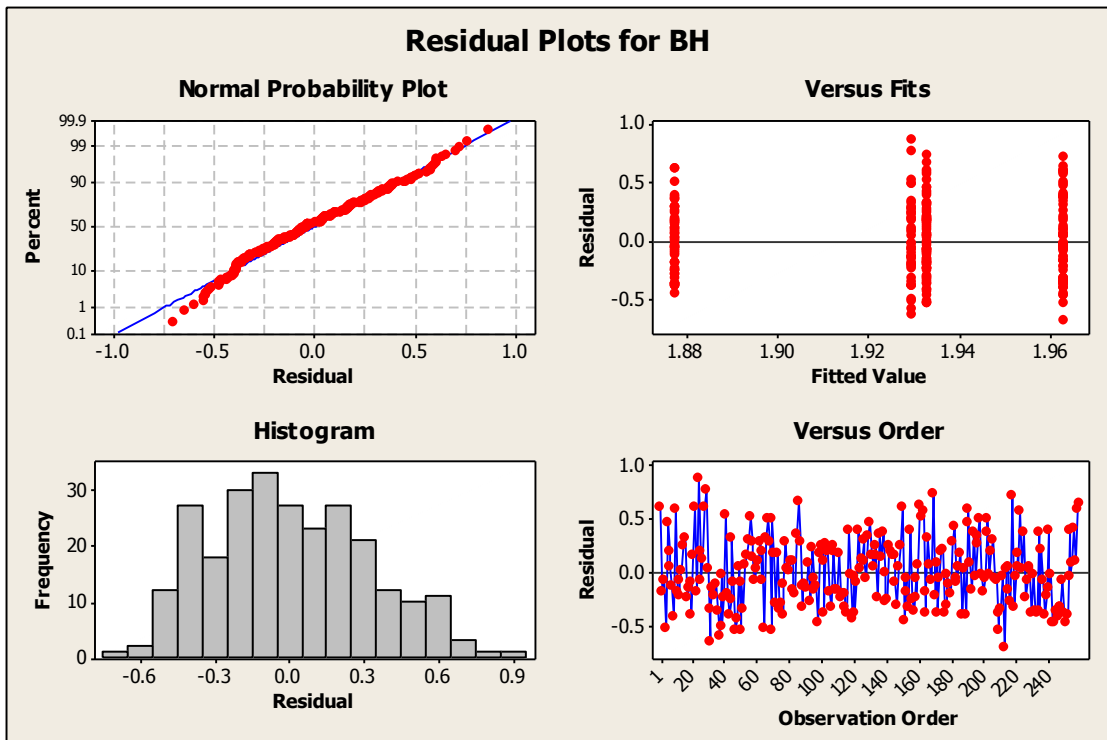 Residual Plots for BH
Normal Probability Plot
99.9
99
90
50
10
1
0.1
Percent
-1.0 -0.5 0.0 0.5 1.0
Residual
Versus Fits
1.0
0.5
0.0
-0.5
Residual
1.88 1.90 1.92 1.94 1.96
Fitted Value
Histogram
30
20
10
0
Frequency
-0.6 -0.3 0.0 0.3 0.6 0.9
Residual
Versus Order
1.0
0.5
0.0
-0.5
Residual
1 20 40 60 80 100 120 140 160 180 200 220 240
Observation Order